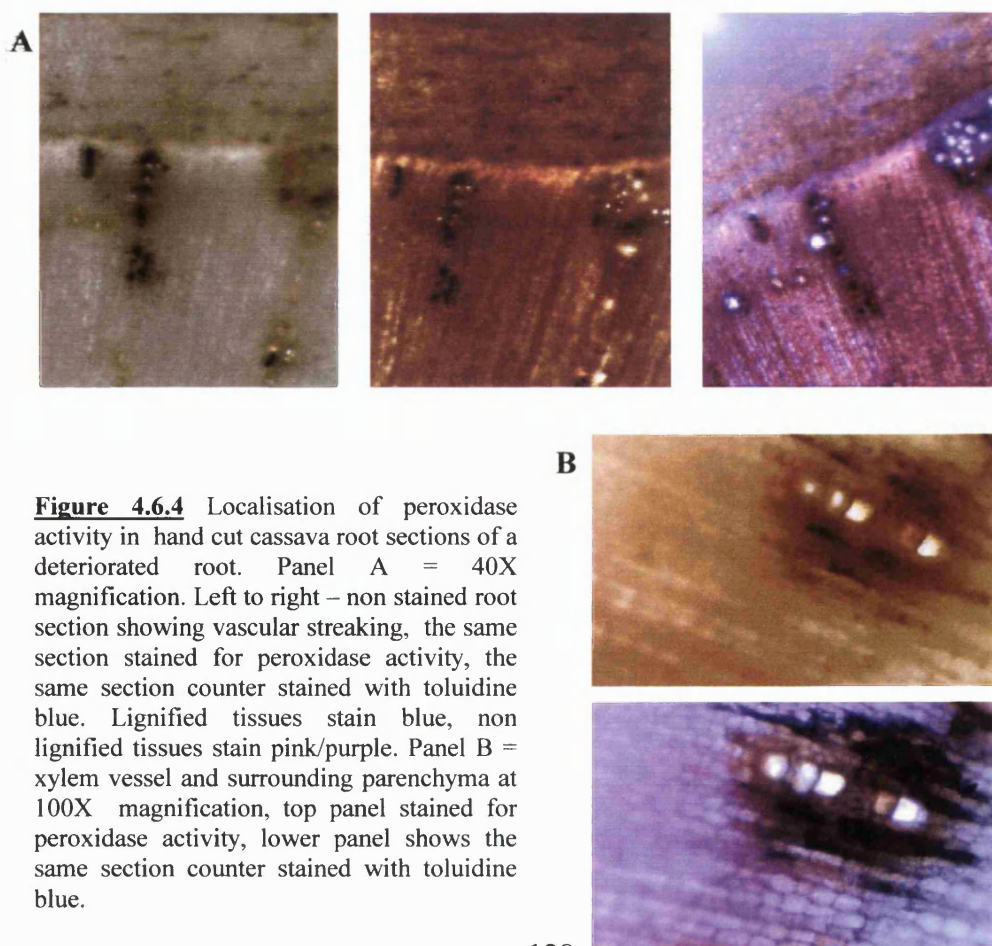 A
B
Figure 4.6.4 Localisation of peroxidase
activity in hand cut cassava root sections of a
deteriorated root. Panel A = 40X
magnification. Left to right – non stained root
section showing vascular streaking, the same
section stained for peroxidase activity, the
same section counter stained with toluidine
blue. Lignified tissues stain blue, non
lignified tissues stain pink/purple. Panel B =
xylem vessel and surrounding parenchyma at
100X magnification, top panel stained for
peroxidase activity, lower panel shows the
same section counter stained with toluidine
blue.